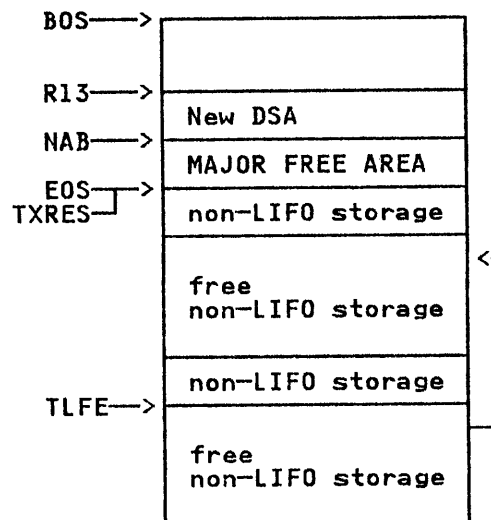 BOS
R13
New DSA
NAB
MAJOR FREE AREA
EOS
TXRES
non-LIFO storage
free
non-LIFO storage
non-LIFO storage
TLFE
free
non-LIFO storage